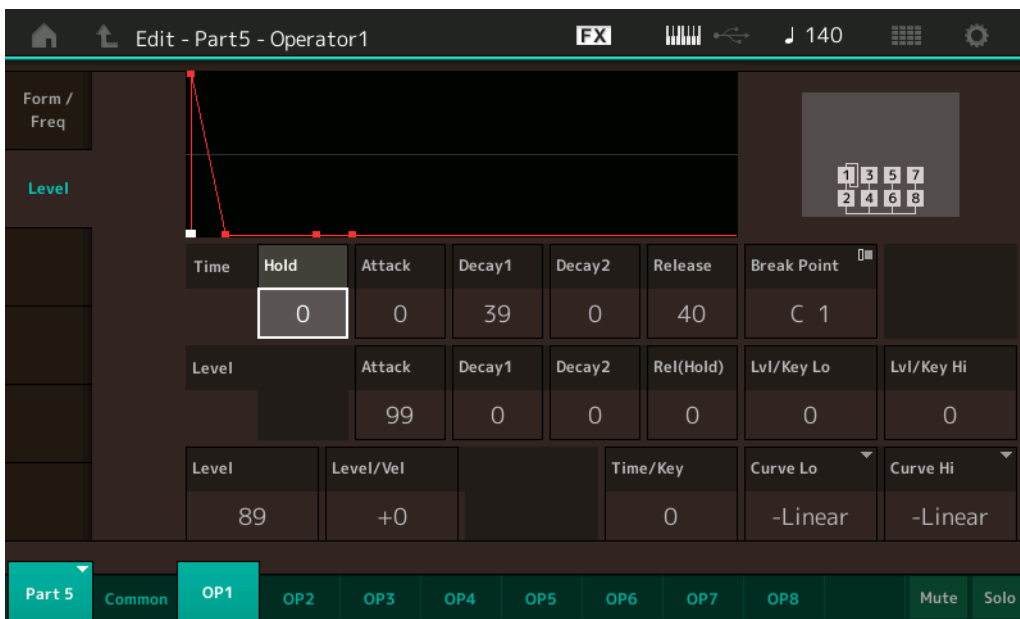 Edit - Part5 - Operator1 FX ♩ 140
Form /
Freq
Level
1 3 5 7
2 4 6 8
Time Hold Attack Decay1 Decay2 Release Break Point
0 0 39 0 40 C 1
Level Attack Decay1 Decay2 Rel(Hold) Lvl/Key Lo Lvl/Key Hi
99 0 0 0 0 0
Level Level/Vel Time/Key Curve Lo Curve Hi
89 +0 0 -Linear -Linear
Part 5 Common OP1 OP2 OP3 OP4 OP5 OP6 OP7 OP8 Mute Solo